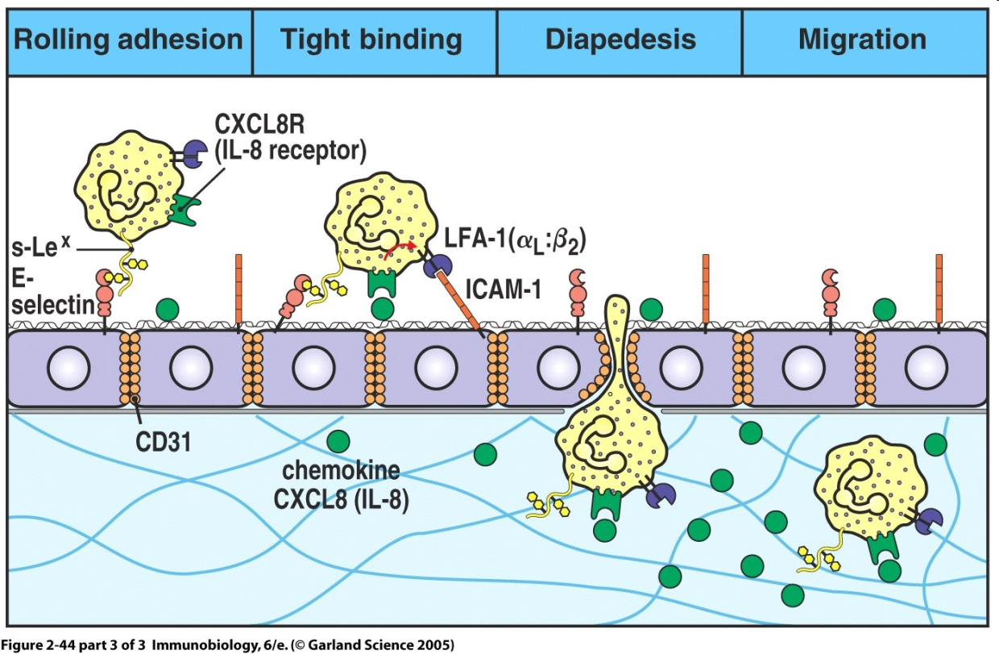 Rolling adhesion
Tight binding
Diapedesis
Migration
CXCL8R
(IL-8 receptor)
s-Leˣ
E-
selectin
LFA-1(αL:β2)
ICAM-1
CD31
chemokine
CXCL8 (IL-8)
Figure 2-44 part 3 of 3 Immunobiology, 6/e. (© Garland Science 2005)